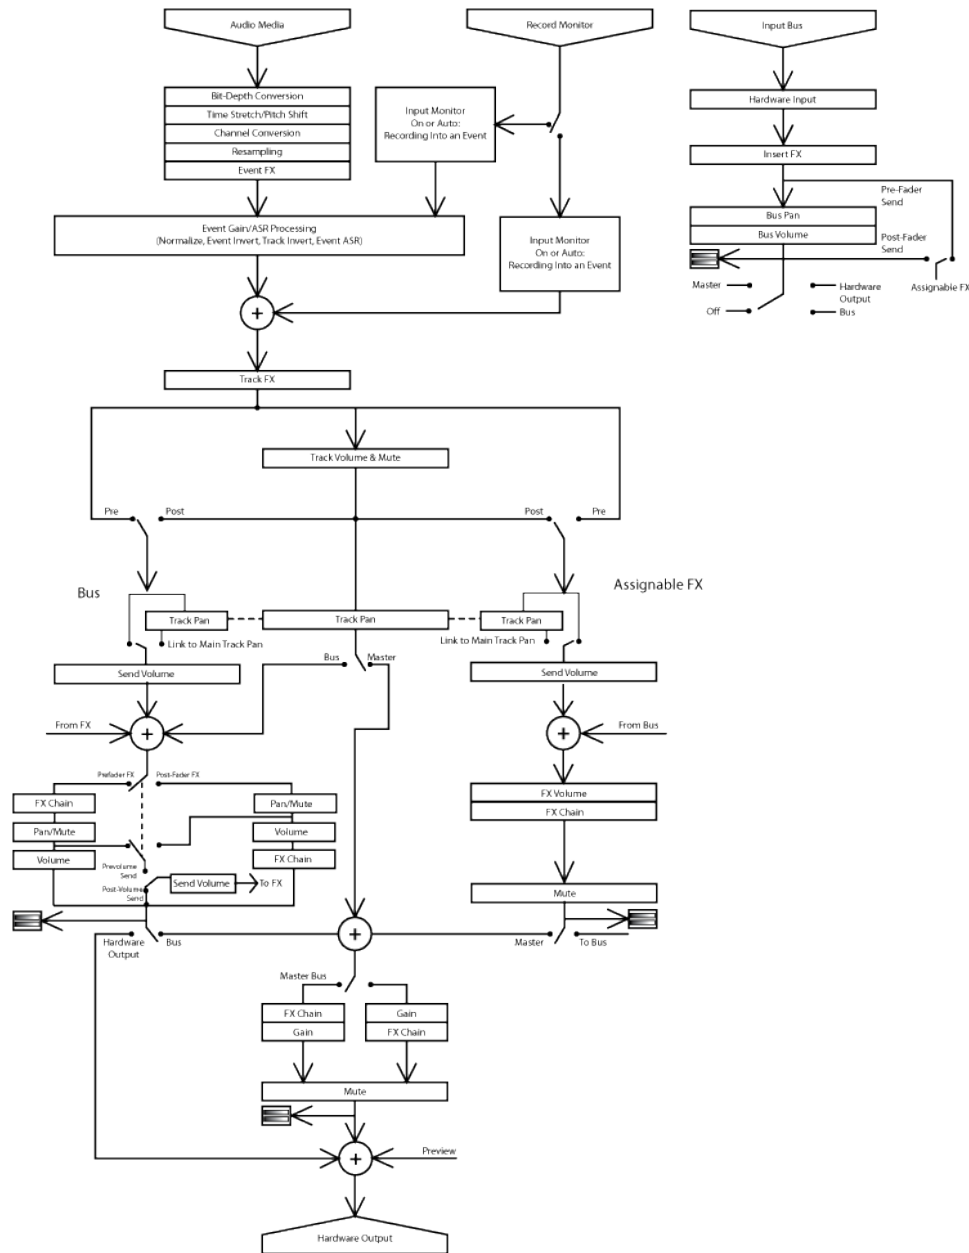 Audio Media
Record Monitor
Input Bus
Bit-Depth Conversion
Time Stretch/Pitch Shift
Channel Conversion
Resampling
Event FX
Input Monitor
On or Auto:
Recording Into an Event
Hardware Input
Insert FX
Pre-Fader
Send
Bus Pan
Bus Volume
Post-Fader
Send
Event Gain/ASR Processing
(Normalize, Event Invert, Track Invert, Event ASR)
Input Monitor
On or Auto:
Recording Into an Event
Master
Hardware
Output
Assignable FX
Off
Bus
+
Track FX
Track Volume & Mute
Pre
Post
Post
Pre
Bus
Assignable FX
Track Pan
Track Pan
Track Pan
Link to Main Track Pan
Link to Main Track Pan
Bus
Master
Send Volume
Send Volume
From FX
+
+
From Bus
Prefader FX
Post-Fader FX
FX Chain
Pan/Mute
Volume
Pan/Mute
Volume
FX Chain
FX Volume
FX Chain
Prevolume
Send
Post-Volume
Send
Send Volume
To FX
Mute
Hardware
Output
Bus
+
Master
To Bus
Master Bus
FX Chain
Gain
Gain
FX Chain
Mute
+
Preview
Hardware Output